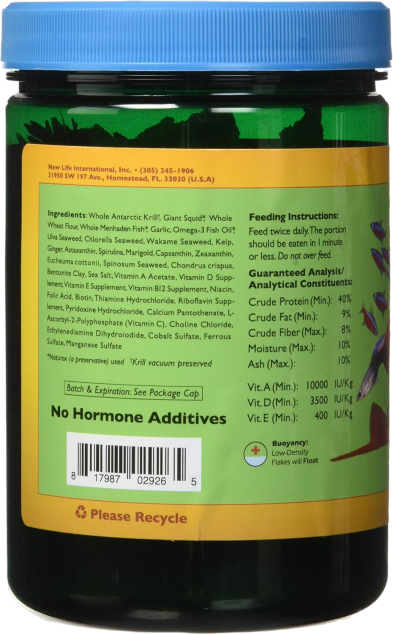 New Life International, Inc. • (305) 245-1906
31950 SW 197 Ave., Homestead, FL. 33030 (U.S.A)
Ingredients: Whole Antarctic Krill†, Giant Squid*, Whole
Wheat Flour, Whole Menhaden Fish*, Garlic, Omega-3 Fish Oil*,
Ulva Seaweed, Chlorella Seaweed, Wakame Seaweed, Kelp,
Ginger, Astaxanthin, Spirulina, Marigold, Capsanthin, Zeaxanthin,
Eucheuma cottonii, Spinosum Seaweed, Chondrus crispus,
Bentonite Clay, Sea Salt, Vitamin A Acetate, Vitamin D Supp-
lement, Vitamin E Supplement, Vitamin B12 Supplement, Niacin,
Folic Acid, Biotin, Thiamine Hydrochloride, Riboflavin Supp-
lement, Pyridoxine Hydrochloride, Calcium Pantothenate, L-
Ascorbyl-2-Polyphosphate (Vitamin C), Choline Chloride,
Ethylenediamine Dihydroiodide, Cobalt Sulfate, Ferrous
Sulfate, Manganese Sulfate
*Naturox (a preservative) used †Krill vacuum preserved
Batch & Expiration: See Package Cap
No Hormone Additives
8 17987 02926 5
Please Recycle
Feeding Instructions:
Feed twice daily. The portion
should be eaten in 1 minute
or less. Do not over feed.
Guaranteed Analysis/
Analytical Constituents:
Crude Protein (Min.): 40%
Crude Fat (Min.): 9%
Crude Fiber (Max.): 8%
Moisture (Max.): 10%
Ash (Max.): 10%
Vit. A (Min.): 10000 IU/Kg
Vit. D (Min.): 3500 IU/Kg
Vit. E (Min.): 400 IU/Kg
Buoyancy:
Low-Density
Flakes will Float